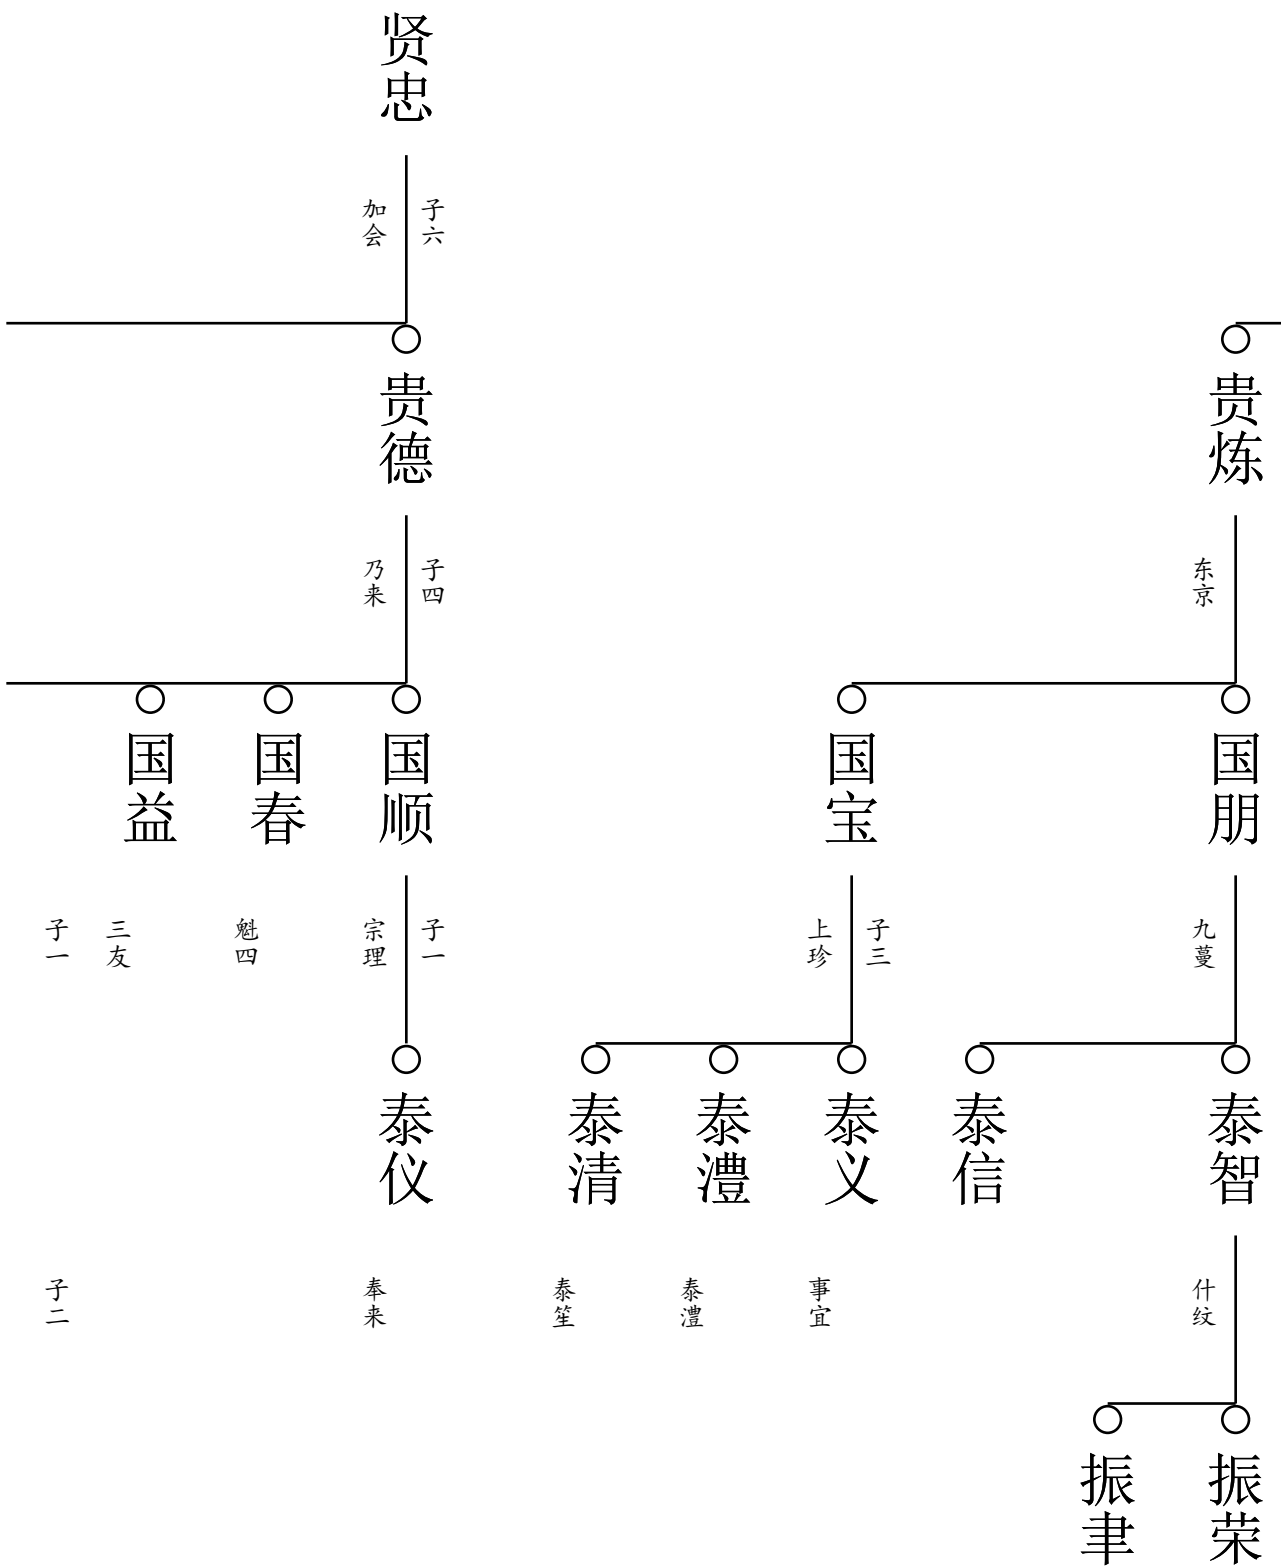 贤忠
子六
加会
贵炼
贵德
东京
子四
乃来
国朋
国宝
国顺
国春
国益
九蔓
子三
上珍
子一
宗理
魁四
三友
子一
泰智
泰信
泰义
泰澧
泰清
泰仪
什纹
事宜
泰澧
泰笙
奉来
子二
振荣
振聿